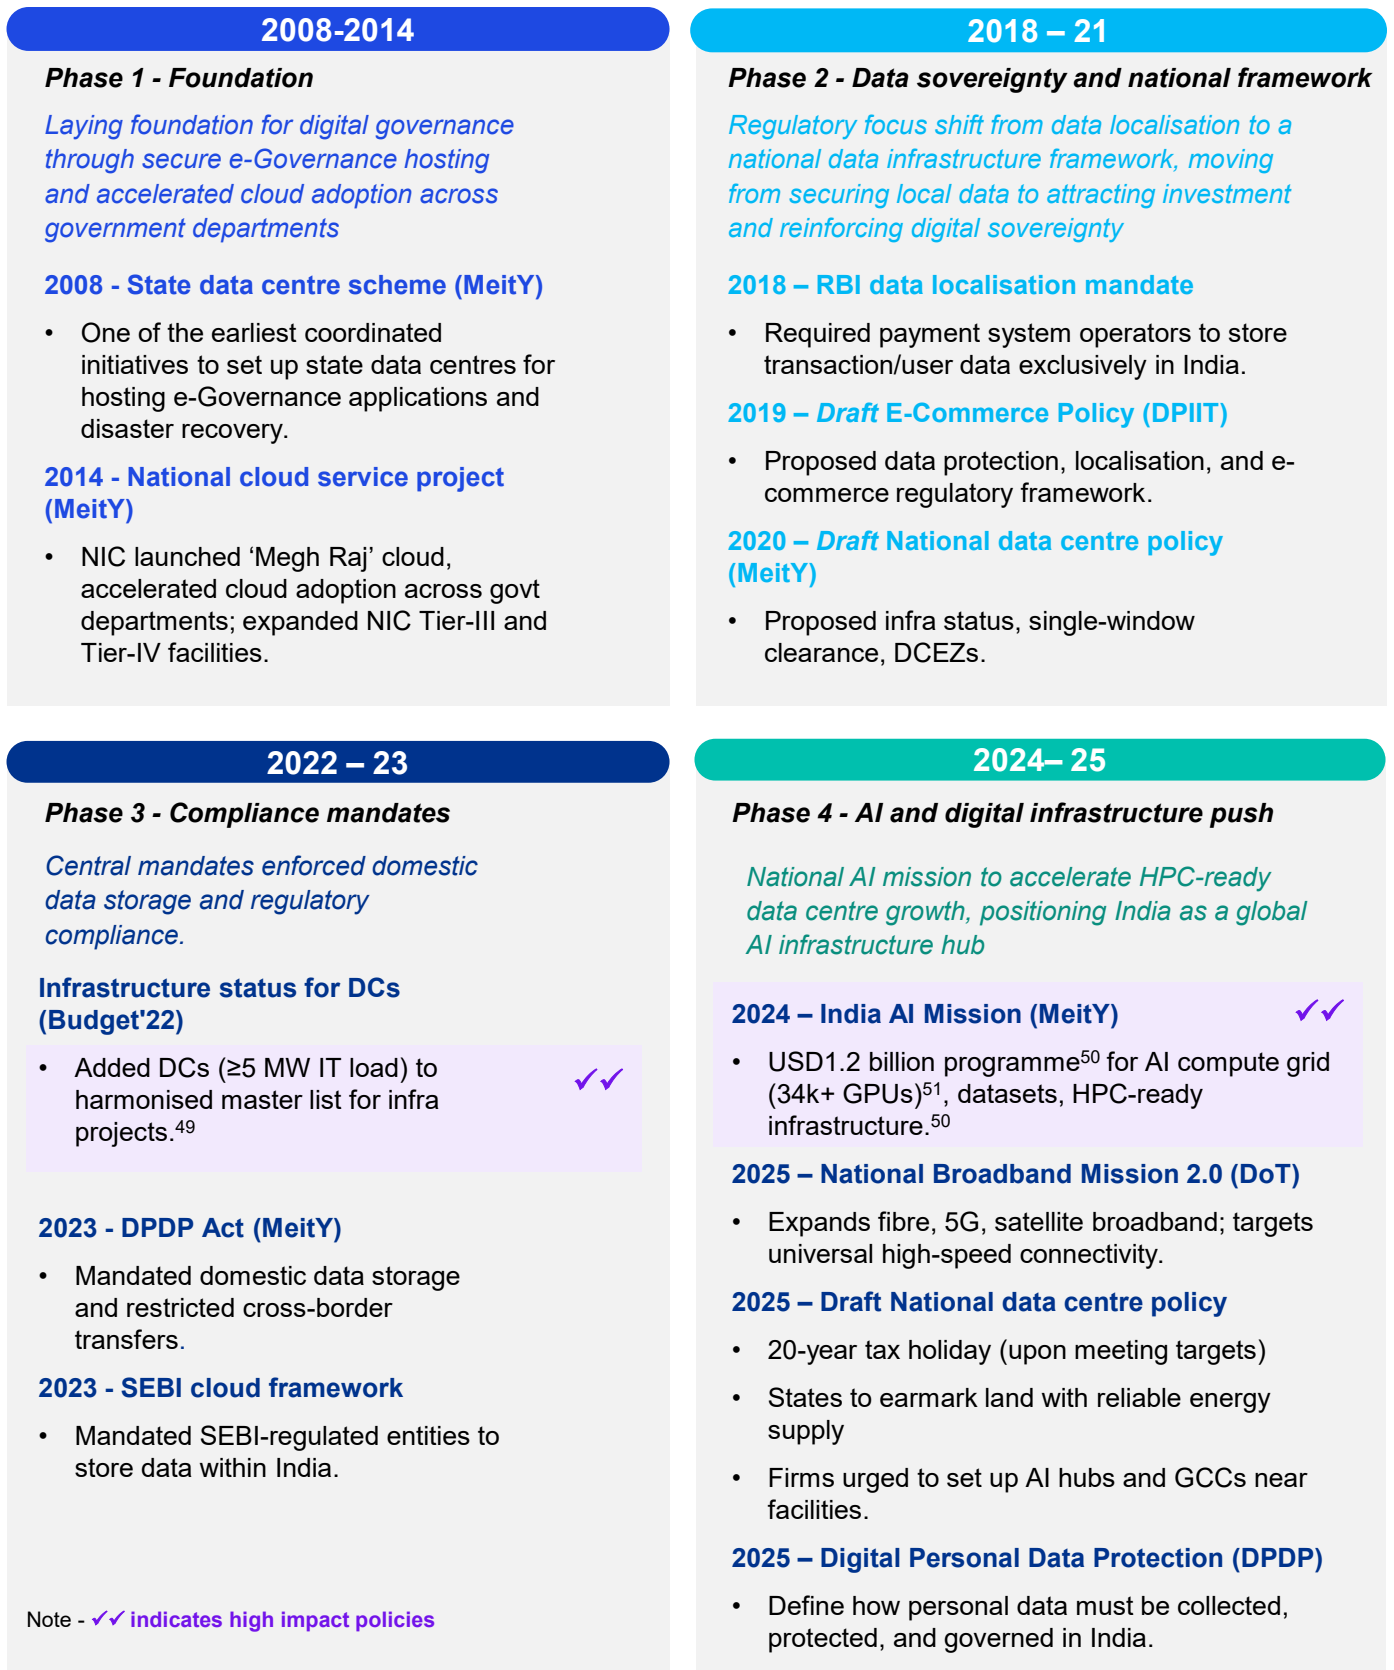 2008-2014
Phase 1 - Foundation
Laying foundation for digital governance
through secure e-Governance hosting
and accelerated cloud adoption across
government departments
2008 - State data centre scheme (MeitY)
• One of the earliest coordinated
initiatives to set up state data centres for
hosting e-Governance applications and
disaster recovery.
2014 - National cloud service project
(MeitY)
• NIC launched ‘Megh Raj’ cloud,
accelerated cloud adoption across govt
departments; expanded NIC Tier-III and
Tier-IV facilities.
2018 – 21
Phase 2 - Data sovereignty and national framework
Regulatory focus shift from data localisation to a
national data infrastructure framework, moving
from securing local data to attracting investment
and reinforcing digital sovereignty
2018 – RBI data localisation mandate
• Required payment system operators to store
transaction/user data exclusively in India.
2019 – Draft E-Commerce Policy (DPIIT)
• Proposed data protection, localisation, and e-
commerce regulatory framework.
2020 – Draft National data centre policy
(MeitY)
• Proposed infra status, single-window
clearance, DCEZs.
2022 – 23
Phase 3 - Compliance mandates
Central mandates enforced domestic
data storage and regulatory
compliance.
Infrastructure status for DCs
(Budget'22)
• Added DCs (≥5 MW IT load) to
harmonised master list for infra
projects.49
✓✓
2023 - DPDP Act (MeitY)
• Mandated domestic data storage
and restricted cross-border
transfers.
2023 - SEBI cloud framework
• Mandated SEBI-regulated entities to
store data within India.
Note - ✓✓ indicates high impact policies
2024– 25
Phase 4 - AI and digital infrastructure push
National AI mission to accelerate HPC-ready
data centre growth, positioning India as a global
AI infrastructure hub
2024 – India AI Mission (MeitY) ✓✓
• USD1.2 billion programme50 for AI compute grid
(34k+ GPUs)51, datasets, HPC-ready
infrastructure.50
2025 – National Broadband Mission 2.0 (DoT)
• Expands fibre, 5G, satellite broadband; targets
universal high-speed connectivity.
2025 – Draft National data centre policy
• 20-year tax holiday (upon meeting targets)
• States to earmark land with reliable energy
supply
• Firms urged to set up AI hubs and GCCs near
facilities.
2025 – Digital Personal Data Protection (DPDP)
• Define how personal data must be collected,
protected, and governed in India.